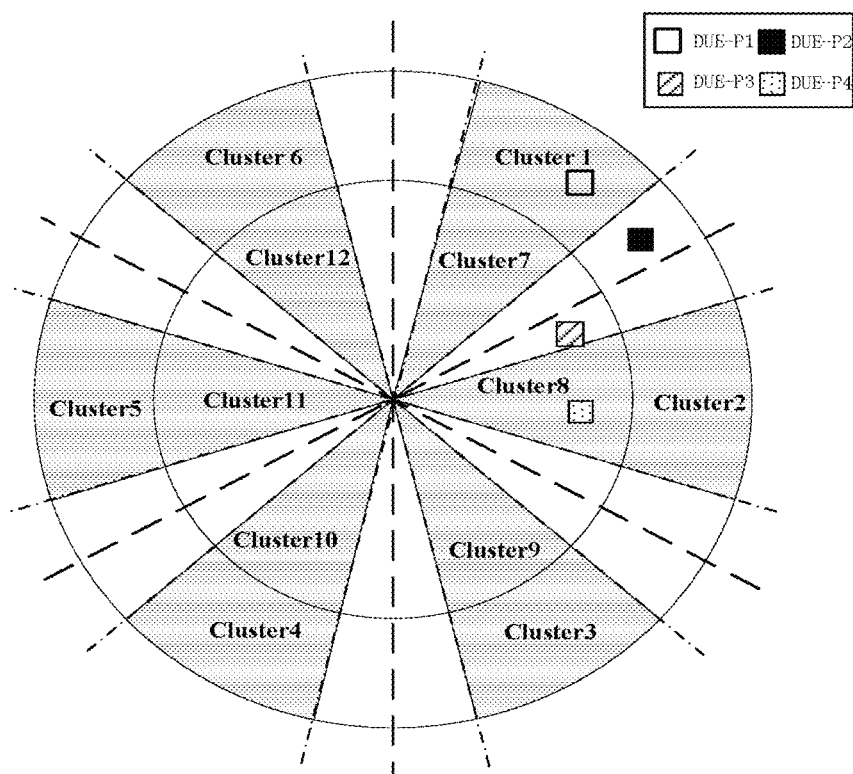 DUE-P1 DUE-P2
DUE-P3 DUE-P4
Cluster 6 Cluster 1
Cluster12 Cluster7
Cluster5 Cluster11 Cluster8 Cluster2
Cluster10 Cluster9
Cluster4 Cluster3